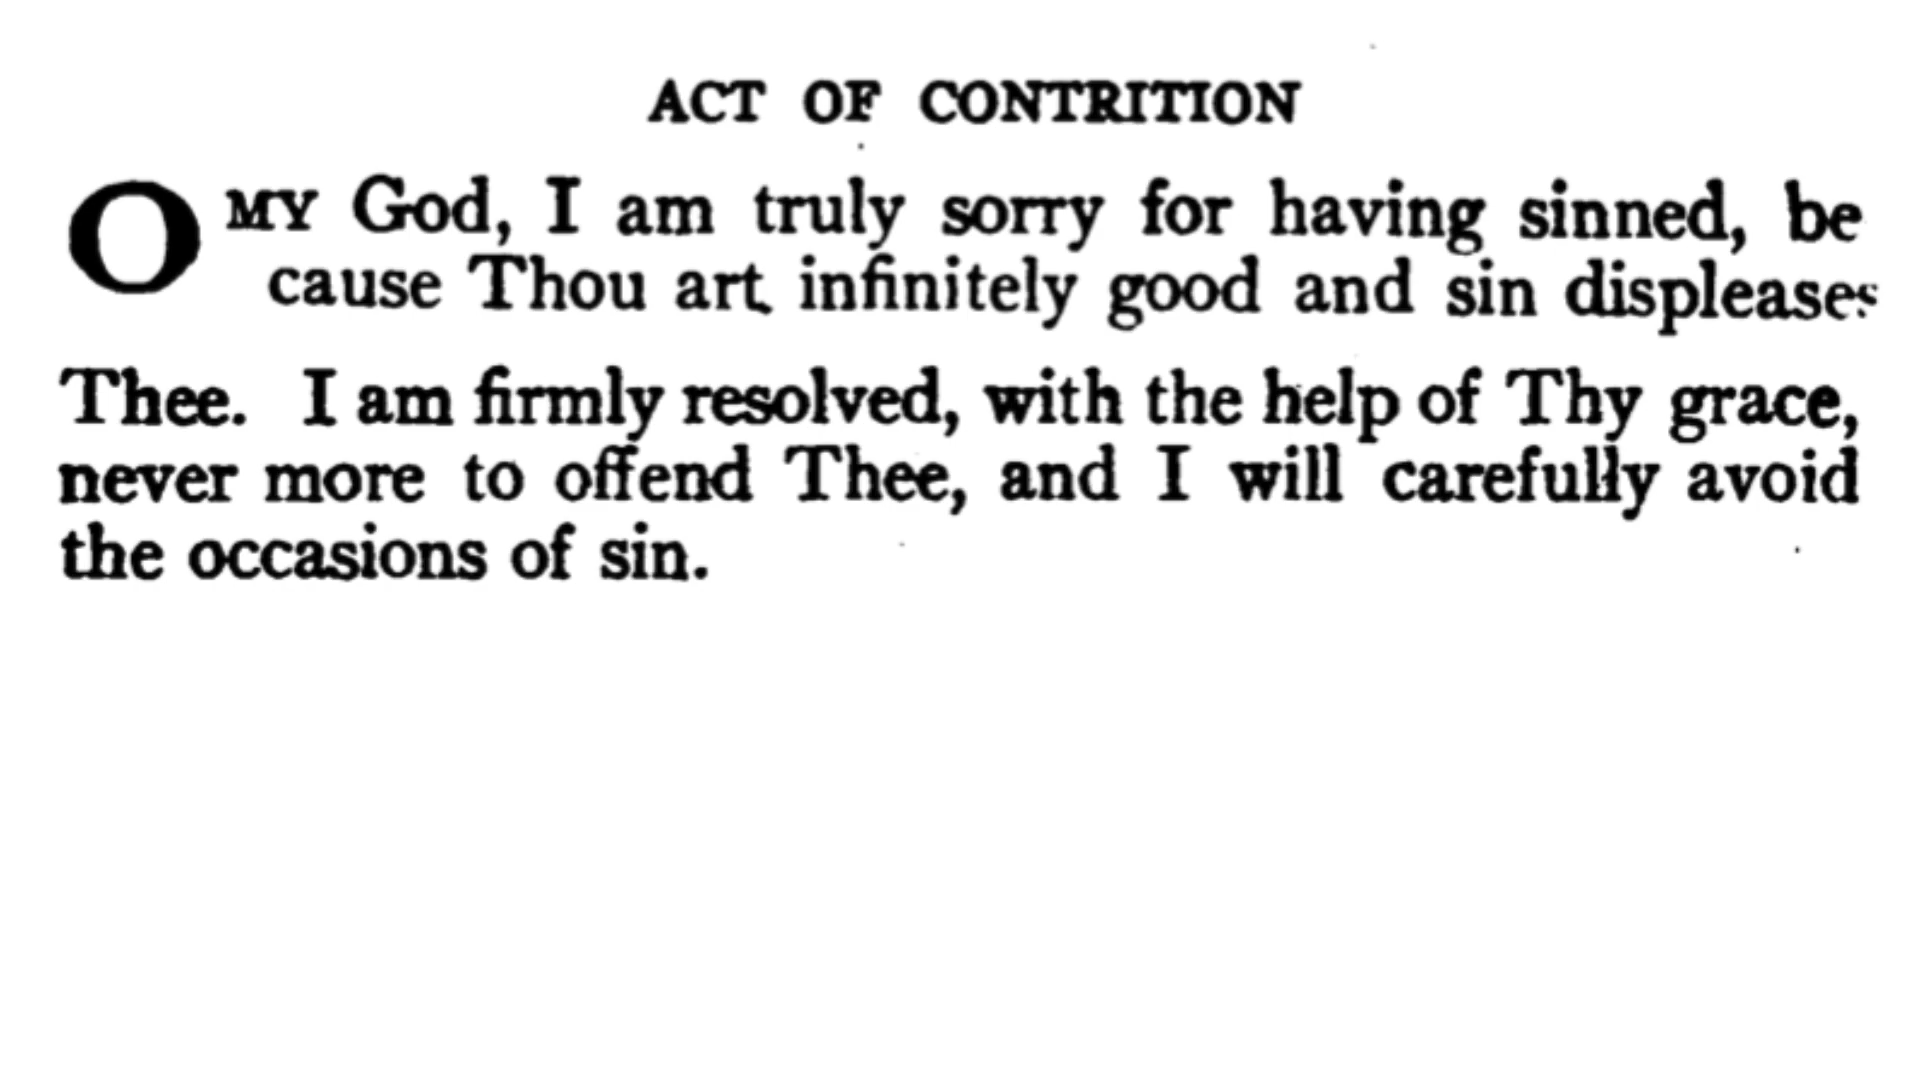 ACT OF CONTRITION
O MY God, I am truly sorry for having sinned, be
cause Thou art infinitely good and sin displeases
Thee. I am firmly resolved, with the help of Thy grace,
never more to offend Thee, and I will carefully avoid
the occasions of sin.